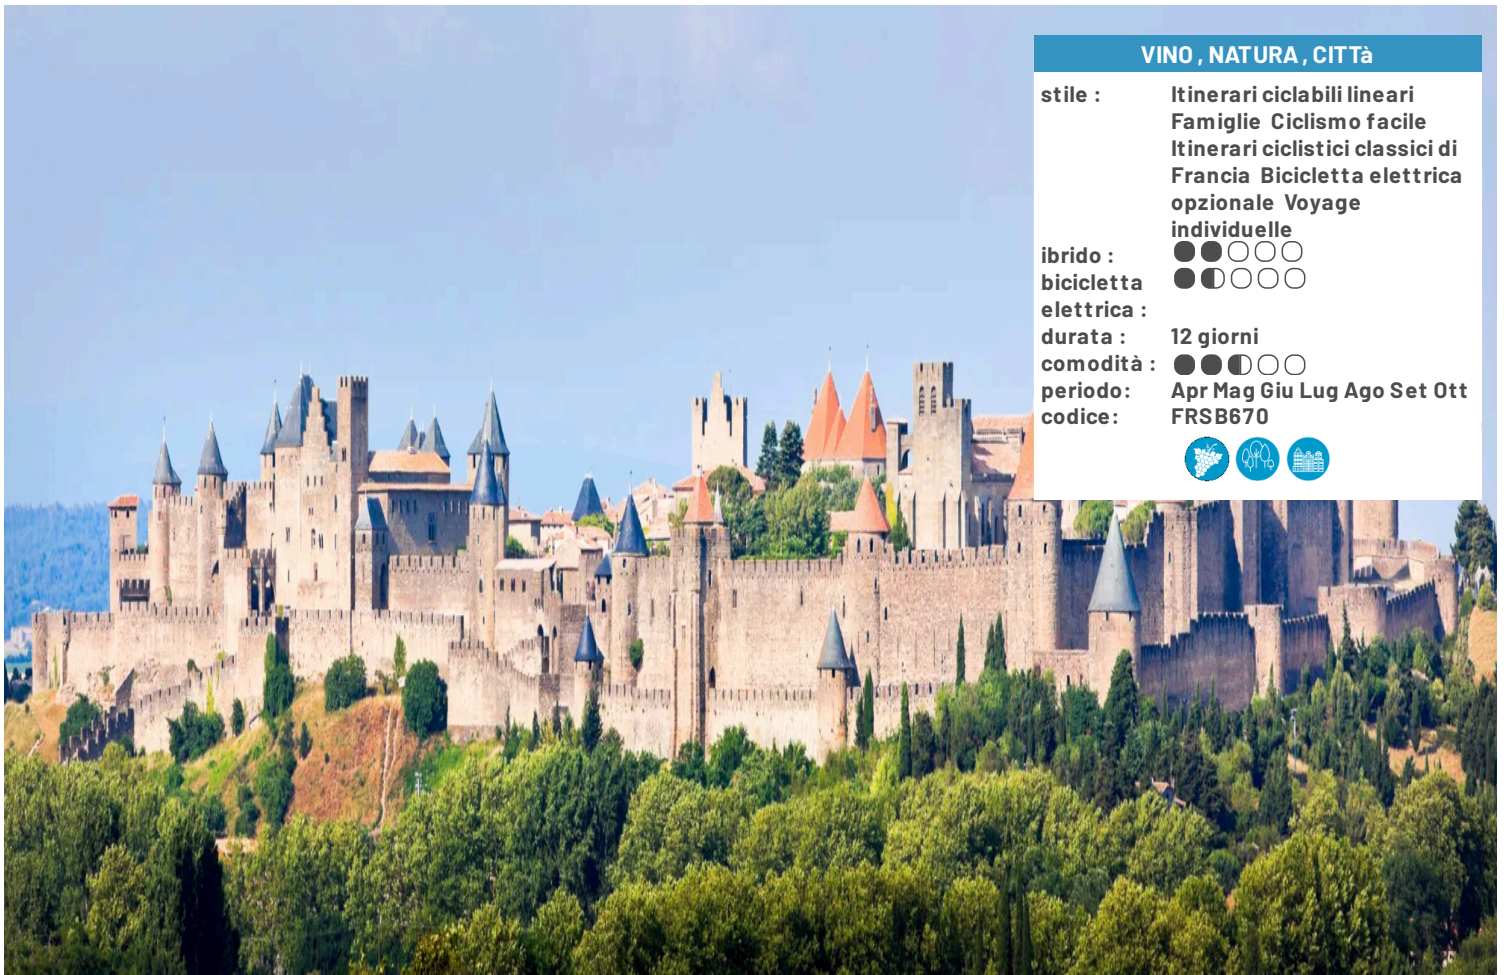 VINO , NATURA , CITTà
stile : Itinerari ciclabili lineari
Famiglie Ciclismo facile
Itinerari ciclistici classici di
Francia Bicicletta elettrica
opzionale Voyage
individuelle
ibrido :
bicicletta
elettrica :
durata : 12 giorni
comodità :
periodo: Apr Mag Giu Lug Ago Set Ott
codice: FRSB670